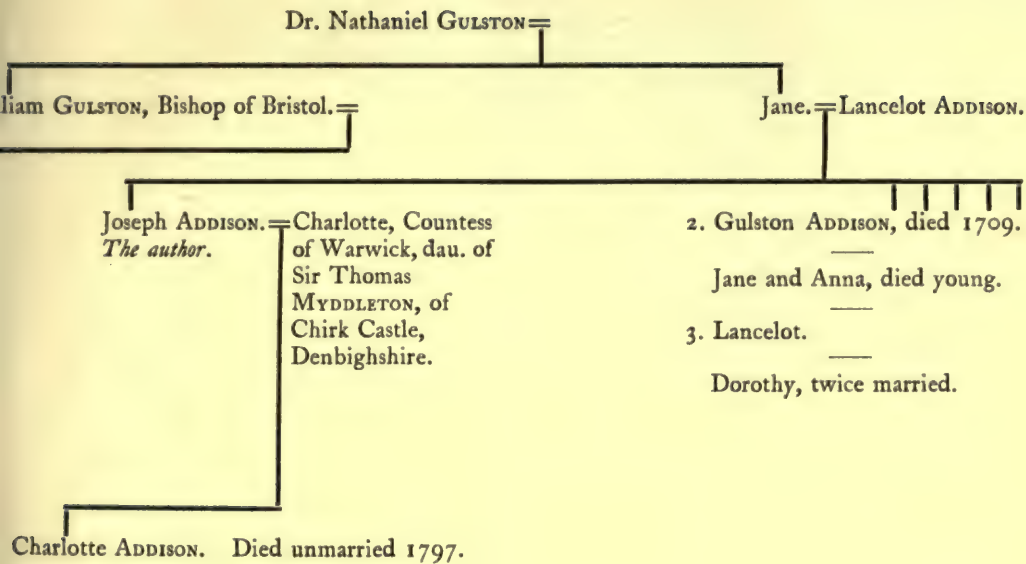 Dr. Nathaniel GULSTON=
liam GULSTON, Bishop of Bristol.=
Jane.=Lancelot ADDISON.
Joseph ADDISON.=Charlotte, Countess
The author.
of Warwick, dau. of
Sir Thomas
MYDDLETON, of
Chirk Castle,
Denbighshire.
2. Gulston ADDISON, died 1709.
Jane and Anna, died young.
3. Lancelot.
Dorothy, twice married.
Charlotte ADDISON. Died unmarried 1797.